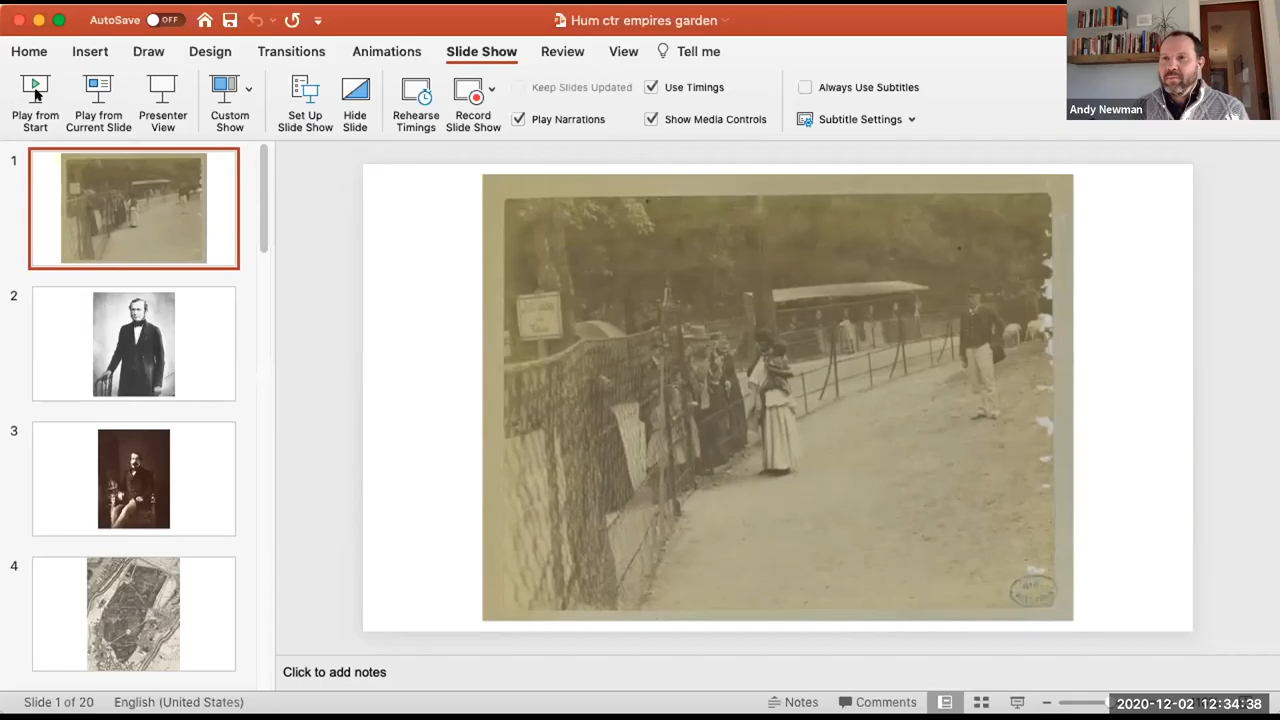 AutoSave OFF
Hum ctr empires garden
Home Insert Draw Design Transitions Animations Slide Show Review View Tell me
Play from Start
Play from Current Slide
Presenter View
Custom Show
Set Up Slide Show
Hide Slide
Rehearse Timings
Record Slide Show
Keep Slides Updated
Use Timings
Play Narrations
Show Media Controls
Always Use Subtitles
Subtitle Settings
Andy Newman
1
2
3
4
Click to add notes
Slide 1 of 20 English (United States) Notes Comments
2020-12-02 12:34:38